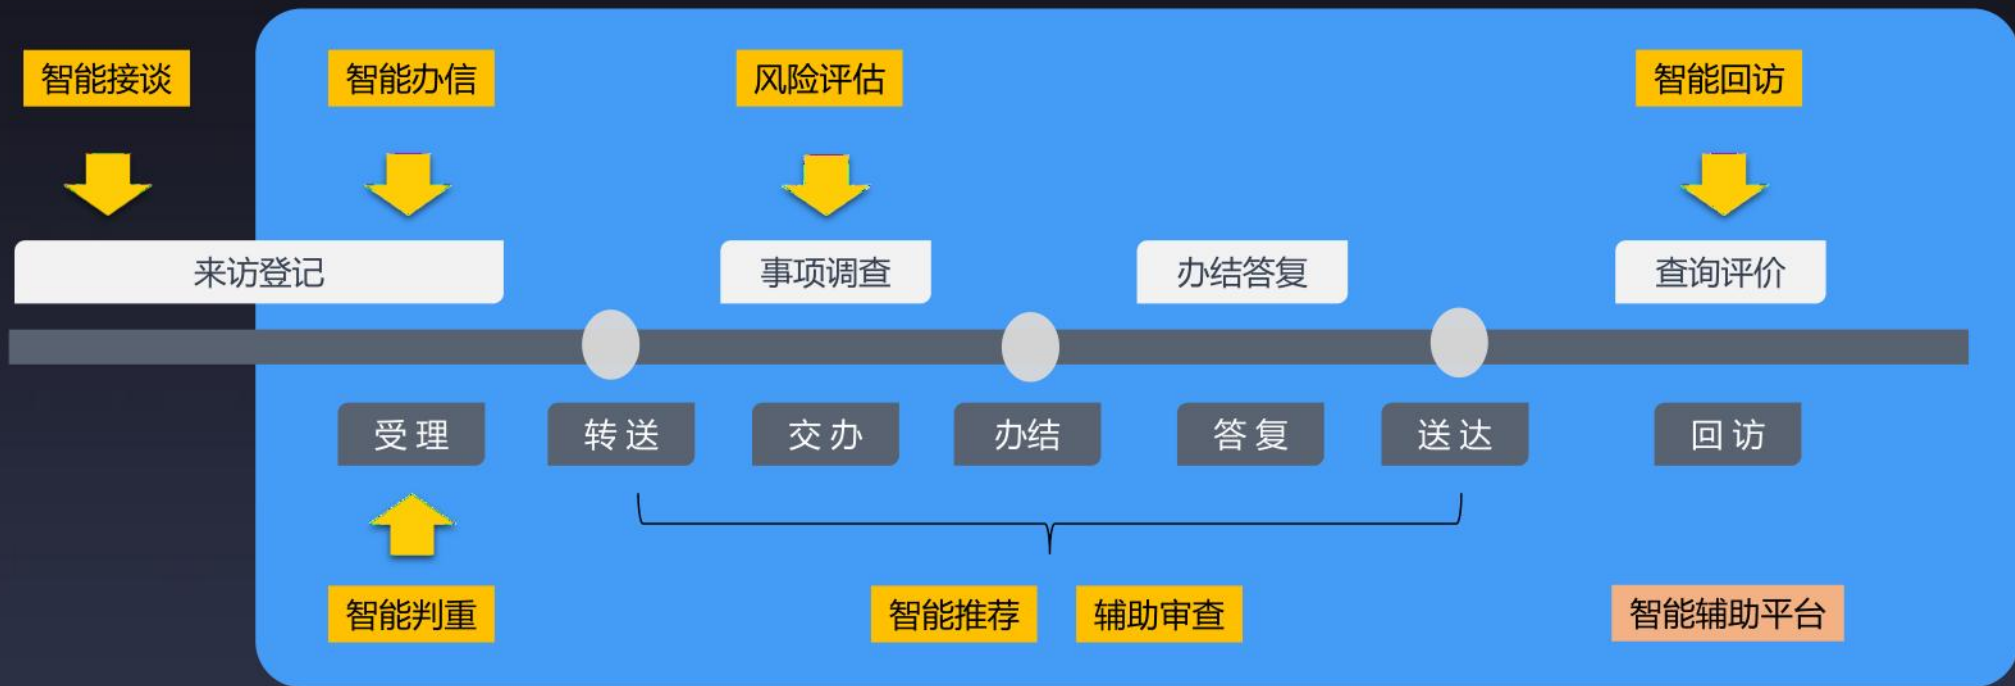 智能接谈 智能办信 风险评估 智能回访
来访登记 事项调查 办结答复 查询评价
受理 转送 交办 办结 答复 送达 回访
智能判重 智能推荐 辅助审查 智能辅助平台